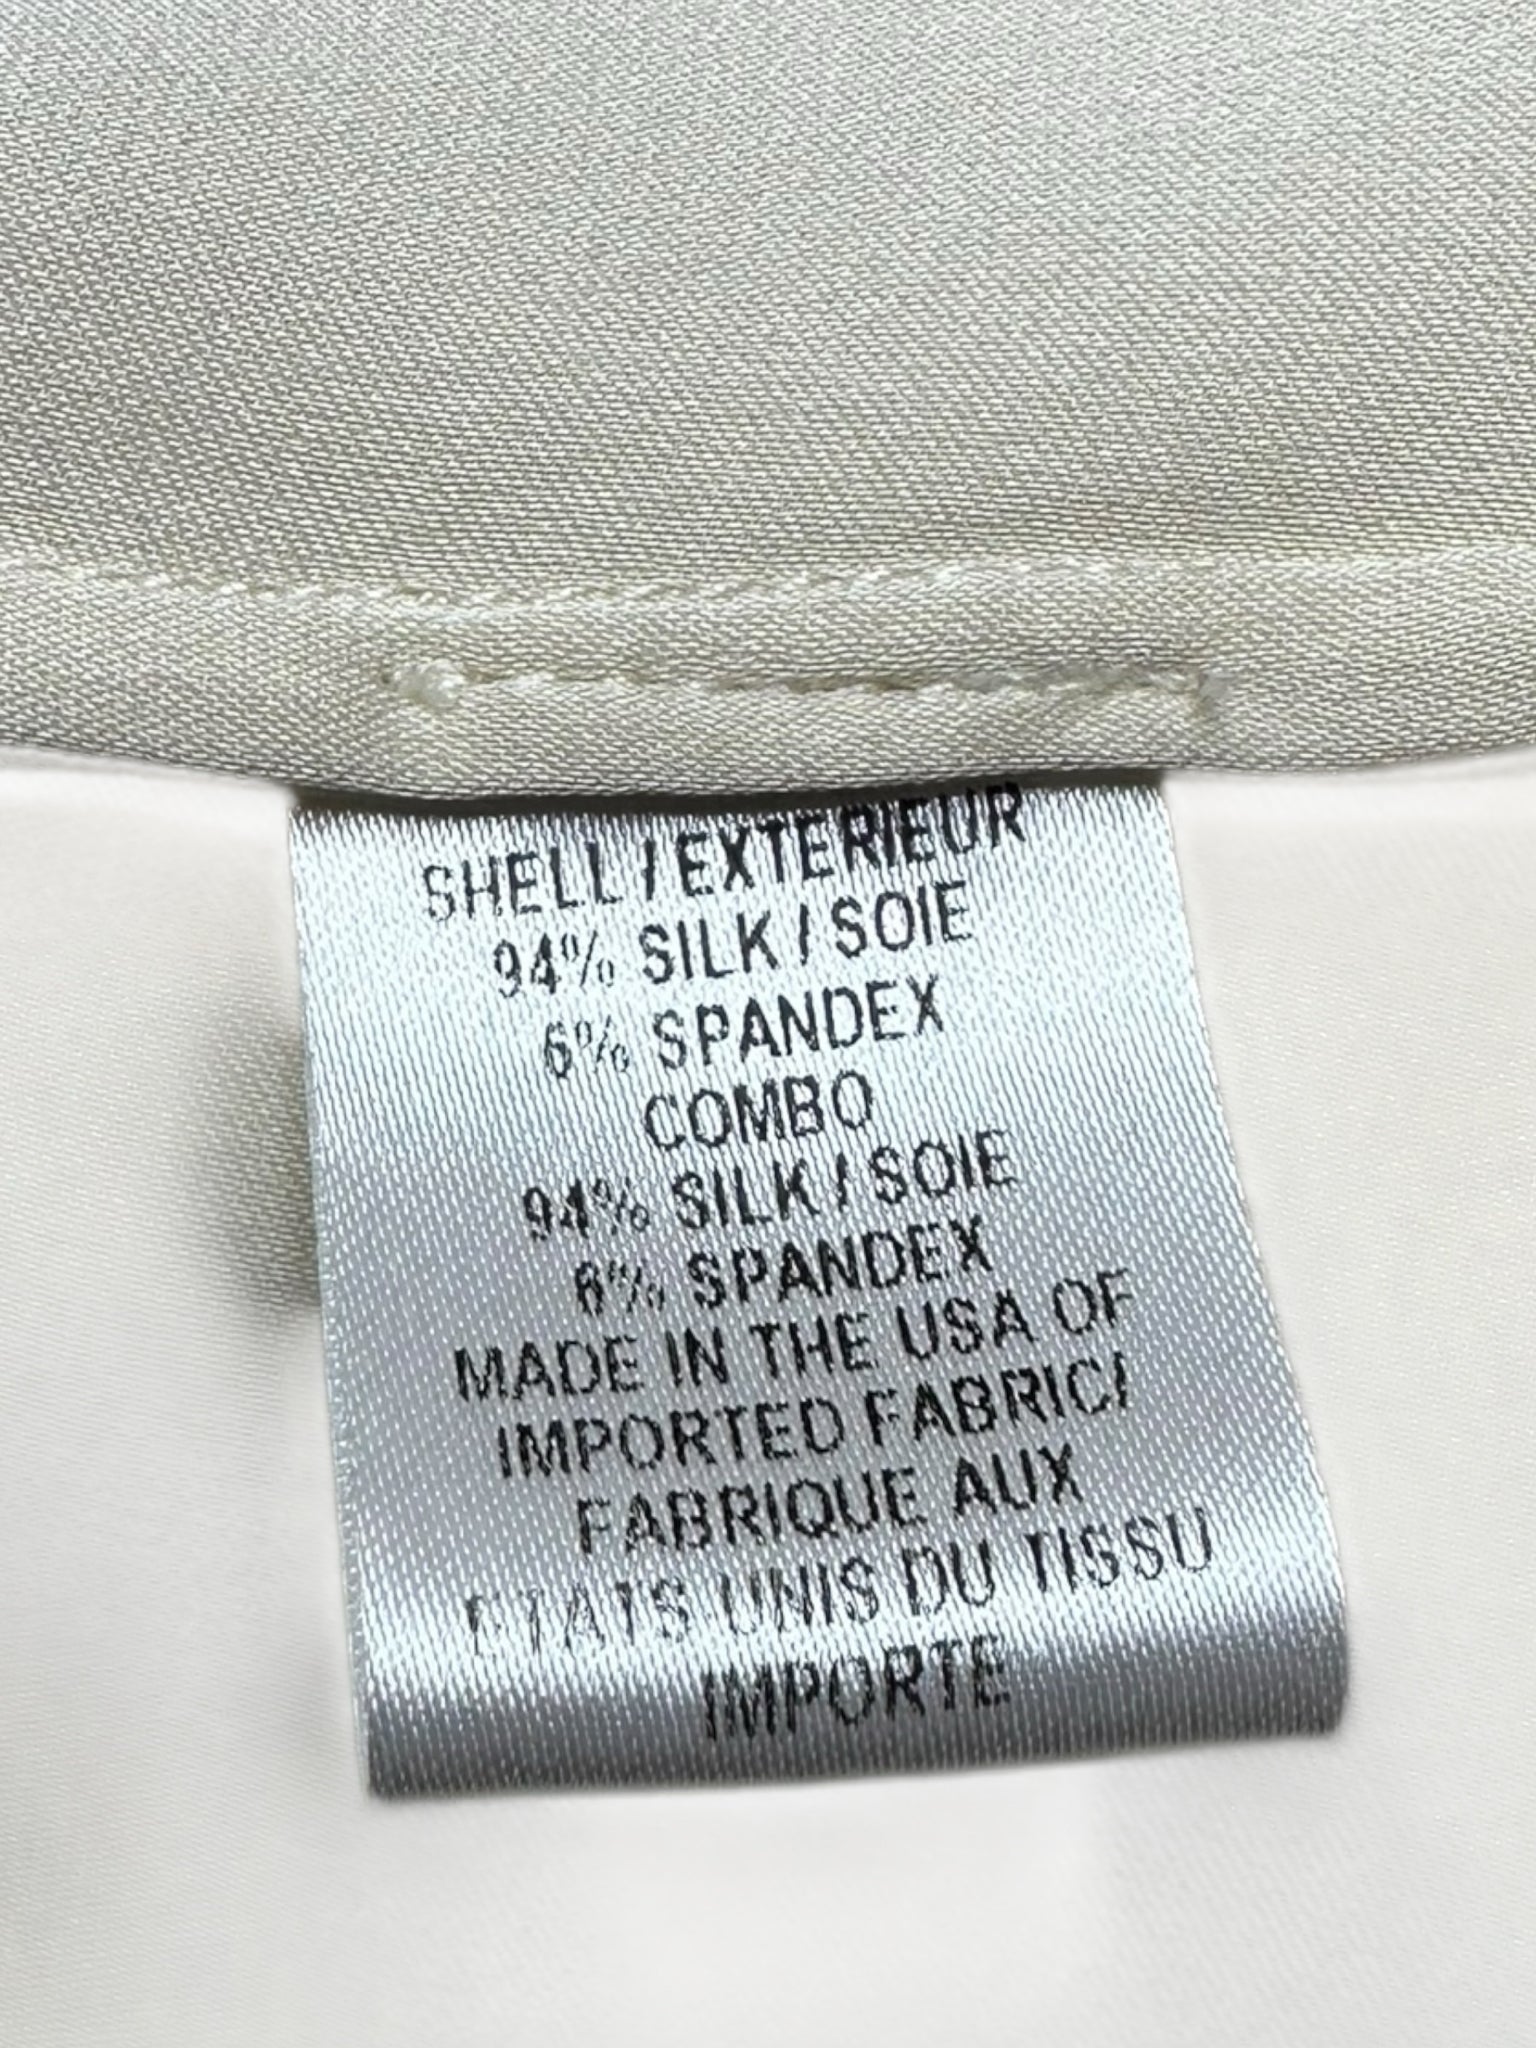 SHELL/EXTERIEUR
94% SILK/SOIE
6% SPANDEX
COMBO
94% SILK/SOIE
6% SPANDEX
MADE IN THE USA OF
IMPORTED FABRIC/
FABRIQUE AUX
ETATS UNIS DU TISSU
IMPORTE